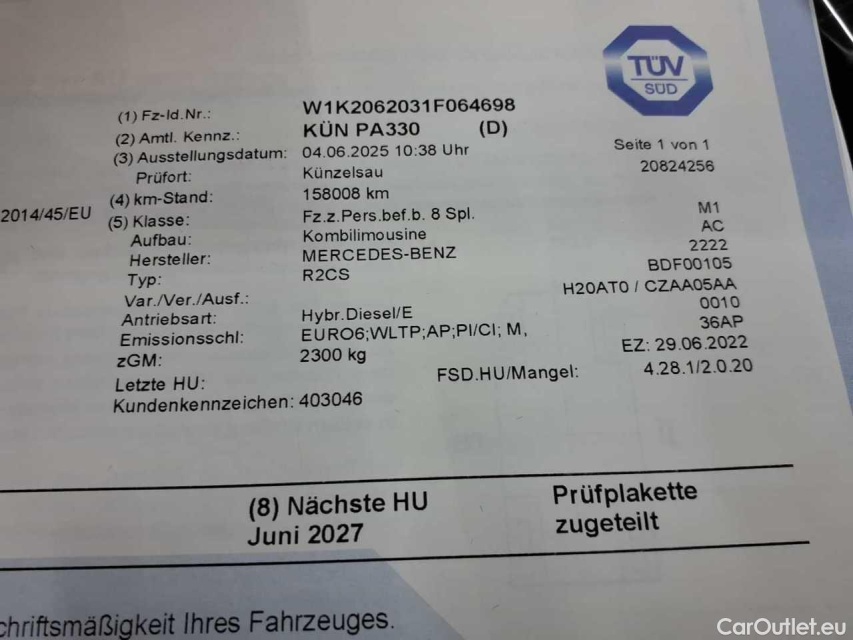 TÜV
SÜD
(1) Fz-Id.Nr.: W1K2062031F064698
(2) Amtl. Kennz.: KÜN PA330 (D)
(3) Ausstellungsdatum: 04.06.2025 10:38 Uhr Seite 1 von 1
Prüfort: Künzelsau 20824256
(4) km-Stand: 158008 km
2014/45/EU (5) Klasse: Fz.z.Pers.bef.b. 8 Spl. M1
Aufbau: Kombilimousine AC
Hersteller: MERCEDES-BENZ 2222
Typ: R2CS BDF00105
Var./Ver./Ausf.: H20AT0 / CZAA05AA
Antriebsart: Hybr.Diesel/E 0010
Emissionsschl: EURO6;WLTP;AP;PI/CI; M, 36AP
zGM: 2300 kg EZ: 29.06.2022
Letzte HU: FSD.HU/Mangel: 4.28.1/2.0.20
Kundenkennzeichen: 403046
(8) Nächste HU Prüfplakette
Juni 2027 zugeteilt
chriftsmäßigkeit Ihres Fahrzeuges.
CarOutlet.eu